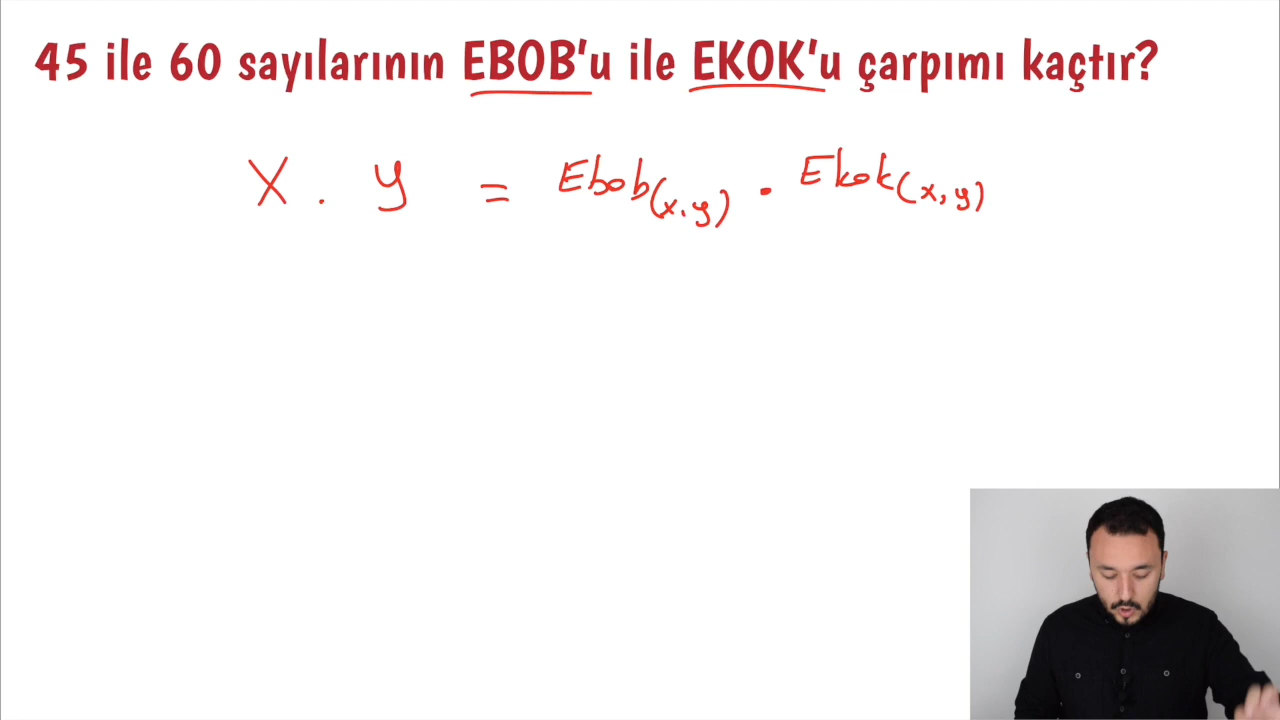 45 ile 60 sayılarının EBOB'u ile EKOK'u çarpımı kaçtır?
X . y = Ebob(x,y) . Ekok(x,y)